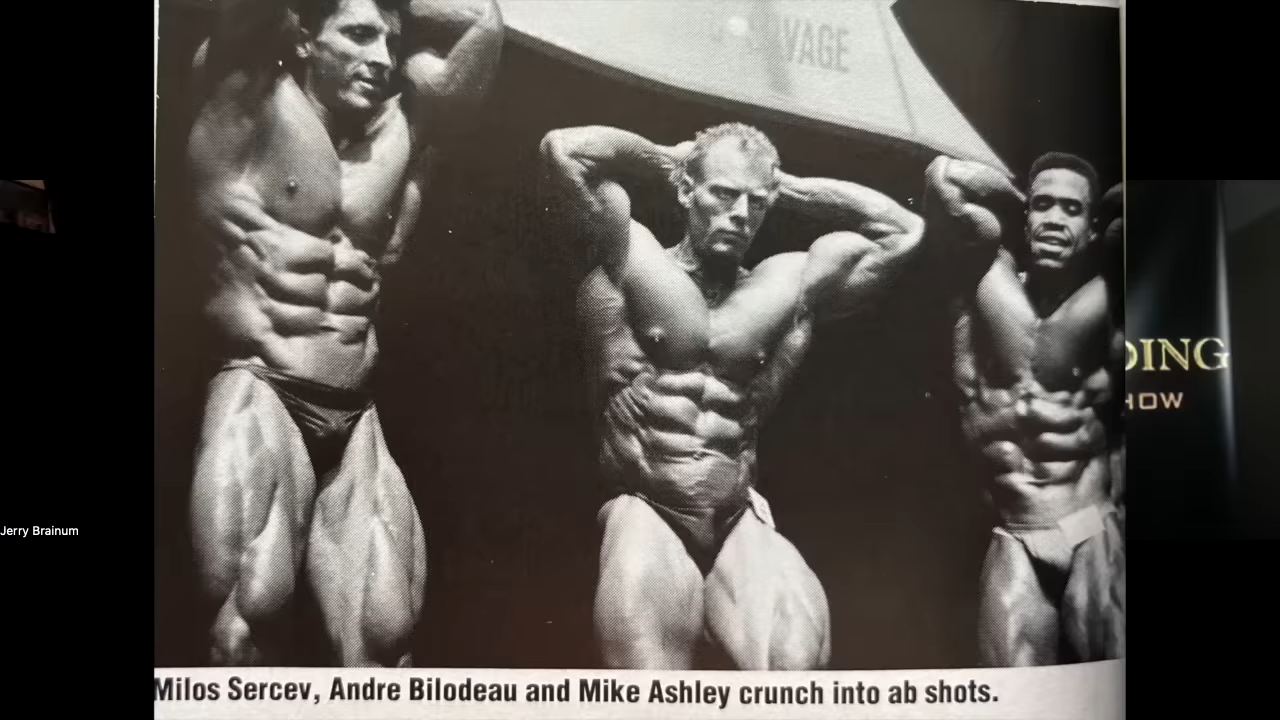 VAGE
DING
HOW
Jerry Brainum
Milos Sercev, Andre Bilodeau and Mike Ashley crunch into ab shots.